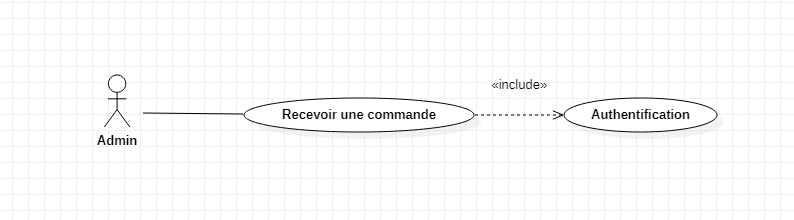 «include»
Recevoir une commande
Authentification
Admin